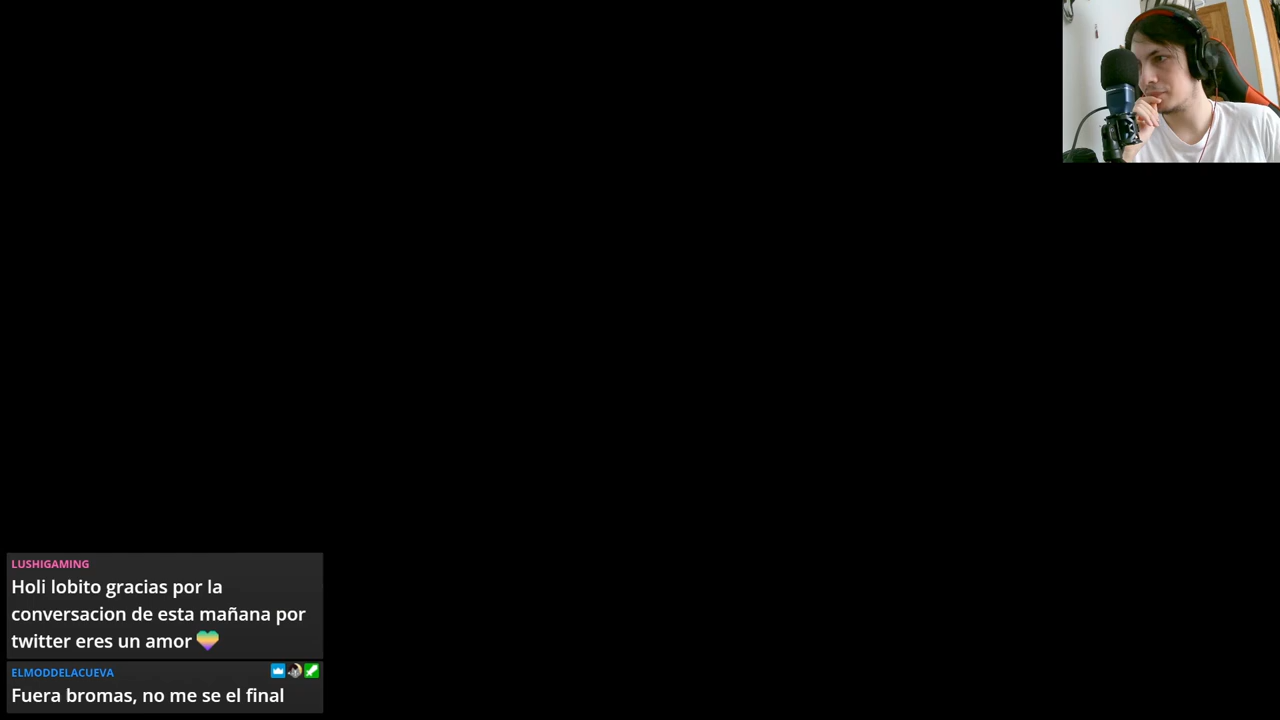 LUSHIGAMING
Holi lobito gracias por la
conversacion de esta mañana por
twitter eres un amor
ELMODDELACUEVA
Fuera bromas, no me se el final